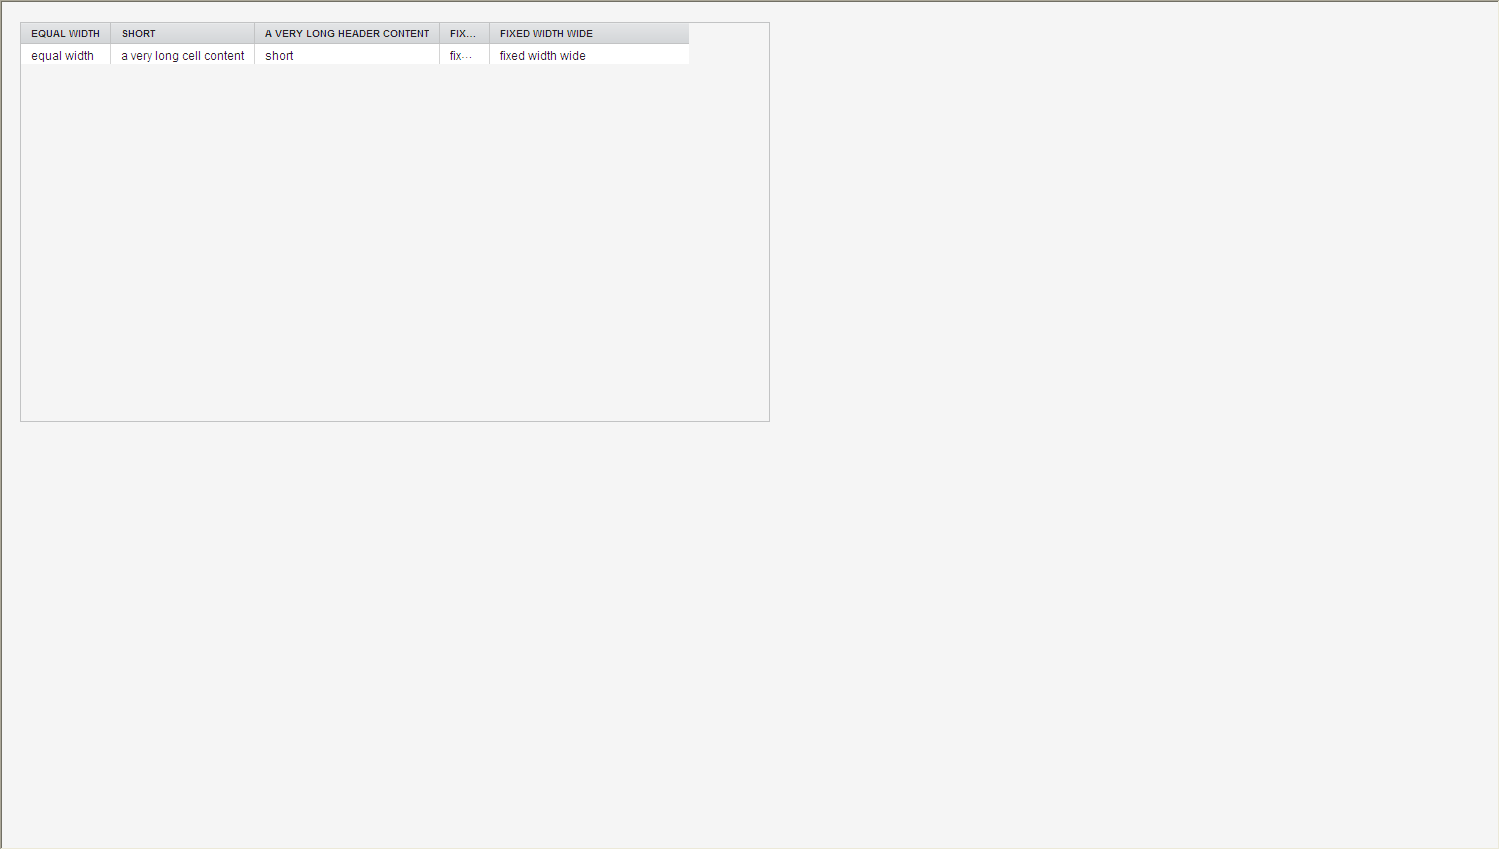 EQUAL WIDTH SHORT A VERY LONG HEADER CONTENT FIX... FIXED WIDTH WIDE
equal width a very long cell content short fix... fixed width wide